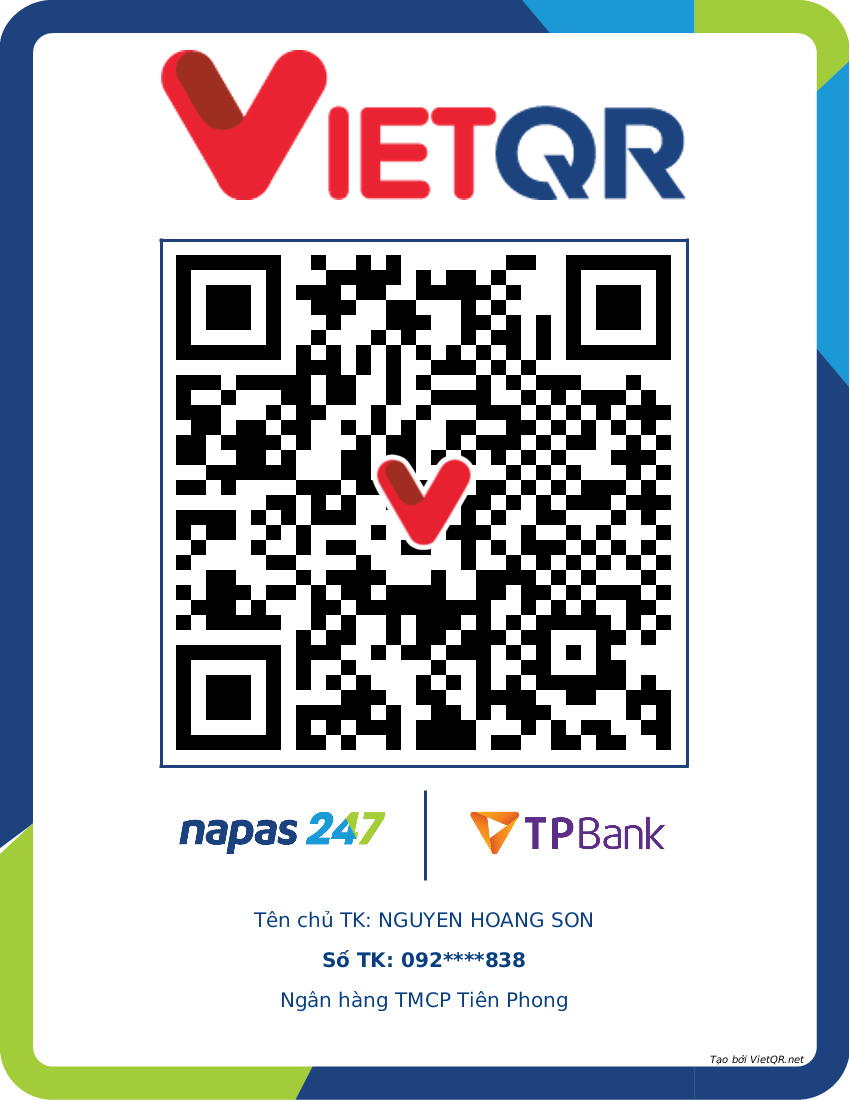 VIETQR
napas 247
TPBank
Tên chủ TK: NGUYEN HOANG SON
Số TK: 092****838
Ngân hàng TMCP Tiên Phong
Tạo bởi VietQR.net